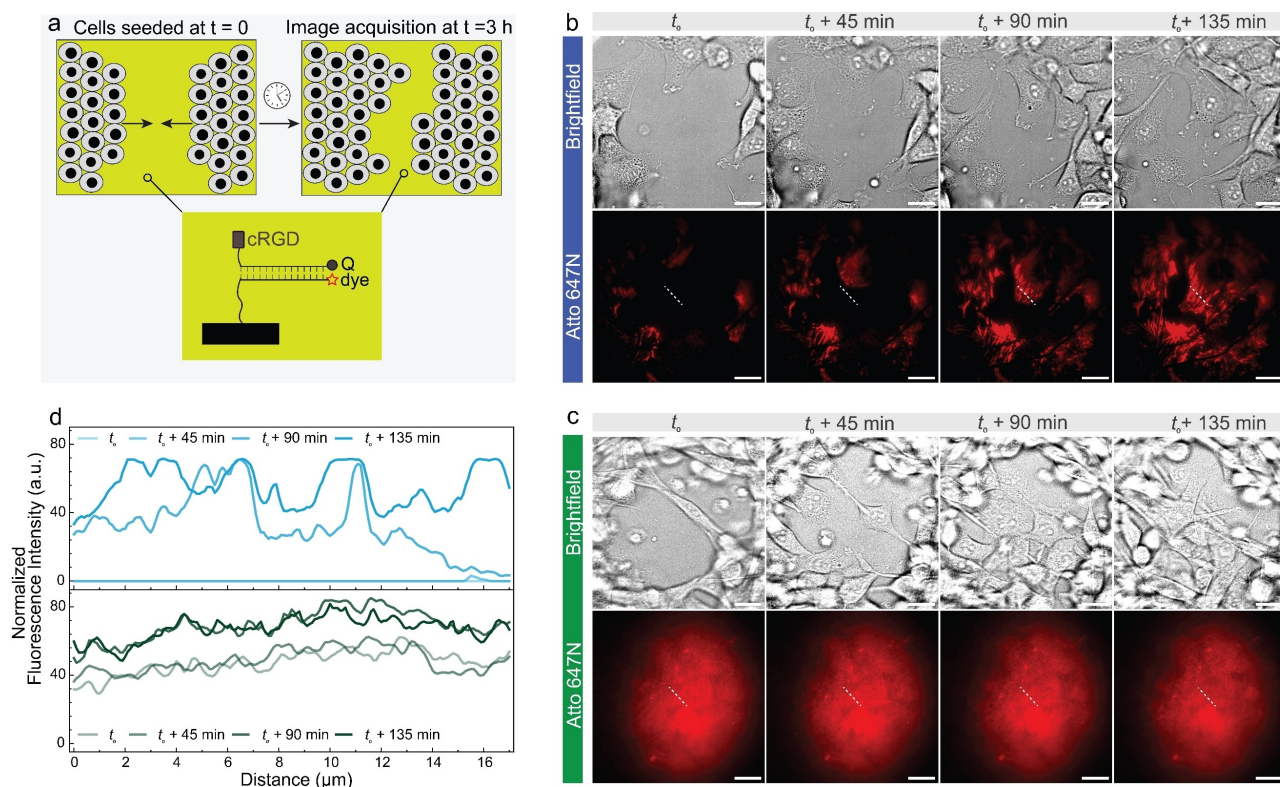 a
Cells seeded at t = 0
Image acquisition at t =3 h
cRGD
Q
dye
b
t₀
t₀ + 45 min
t₀ + 90 min
t₀+ 135 min
Brightfield
Atto 647N
d
t₀
t₀ + 45 min
t₀ + 90 min
t₀ + 135 min
80
40
0
80
40
0
Normalized
Fluorescence Intensity (a.u.)
t₀
t₀ + 45 min
t₀ + 90 min
t₀ + 135 min
0
2
4
6
8
10
12
14
16
Distance (μm)
c
t₀
t₀ + 45 min
t₀ + 90 min
t₀+ 135 min
Brightfield
Atto 647N